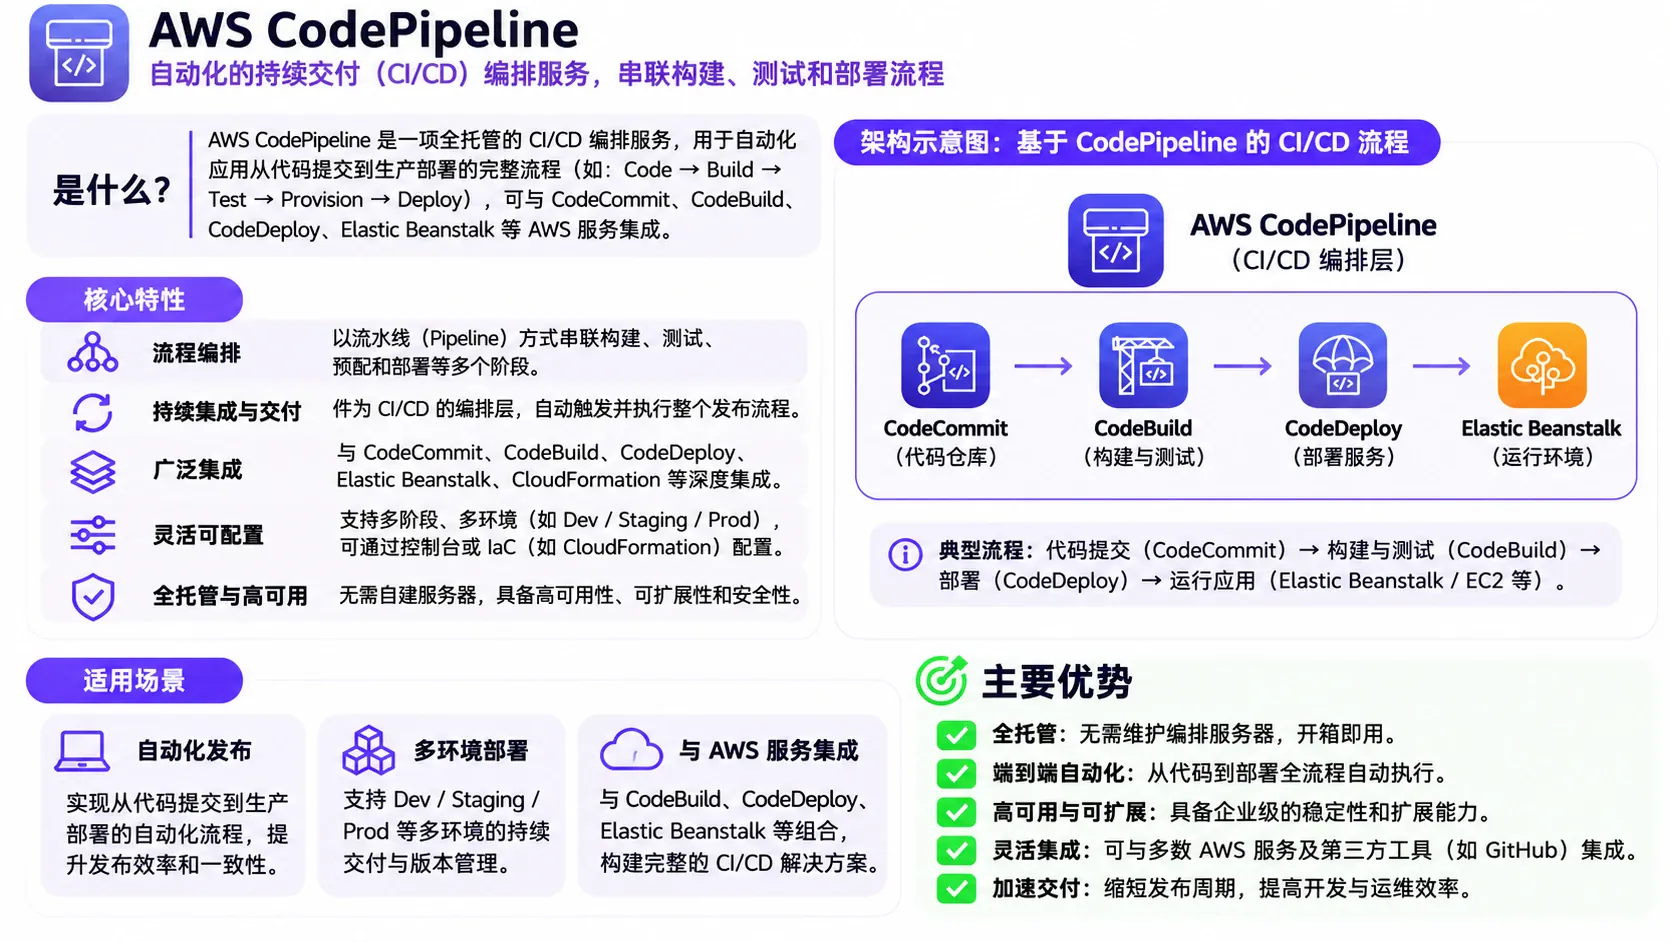 AWS CodePipeline
自动化的持续交付（CI/CD）编排服务，串联构建、测试和部署流程
是什么？
AWS CodePipeline 是一项全托管的 CI/CD 编排服务，用于自动化
应用从代码提交到生产部署的完整流程（如：Code → Build →
Test → Provision → Deploy），可与 CodeCommit、CodeBuild、
CodeDeploy、Elastic Beanstalk 等 AWS 服务集成。
核心特性
流程编排
以流水线（Pipeline）方式串联构建、测试、
预配和部署等多个阶段。
持续集成与交付
件为 CI/CD 的编排层，自动触发并执行整个发布流程。
广泛集成
与 CodeCommit、CodeBuild、CodeDeploy、
Elastic Beanstalk、CloudFormation 等深度集成。
灵活可配置
支持多阶段、多环境（如 Dev / Staging / Prod），
可通过控制台或 IaC（如 CloudFormation）配置。
全托管与高可用
无需自建服务器，具备高可用性、可扩展性和安全性。
架构示意图：基于 CodePipeline 的 CI/CD 流程
AWS CodePipeline
（CI/CD 编排层）
CodeCommit
（代码仓库）
CodeBuild
（构建与测试）
CodeDeploy
（部署服务）
Elastic Beanstalk
（运行环境）
典型流程：代码提交（CodeCommit）→ 构建与测试（CodeBuild）→
部署（CodeDeploy）→ 运行应用（Elastic Beanstalk / EC2 等）。
适用场景
自动化发布
实现从代码提交到生产
部署的自动化流程，提
升发布效率和一致性。
多环境部署
支持 Dev / Staging /
Prod 等多环境的持续
交付与版本管理。
与 AWS 服务集成
与 CodeBuild、CodeDeploy、
Elastic Beanstalk 等组合，
构建完整的 CI/CD 解决方案。
主要优势
全托管：无需维护编排服务器，开箱即用。
端到端自动化：从代码到部署全流程自动执行。
高可用与可扩展：具备企业级的稳定性和扩展能力。
灵活集成：可与多数 AWS 服务及第三方工具（如 GitHub）集成。
加速交付：缩短发布周期，提高开发与运维效率。